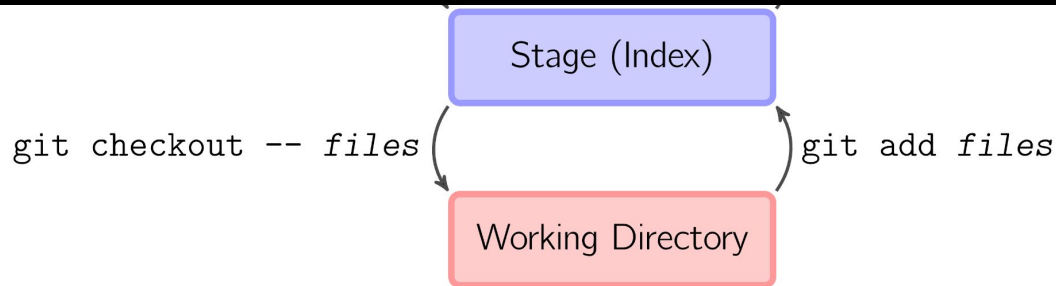 Stage (Index)
git checkout -- files
git add files
Working Directory